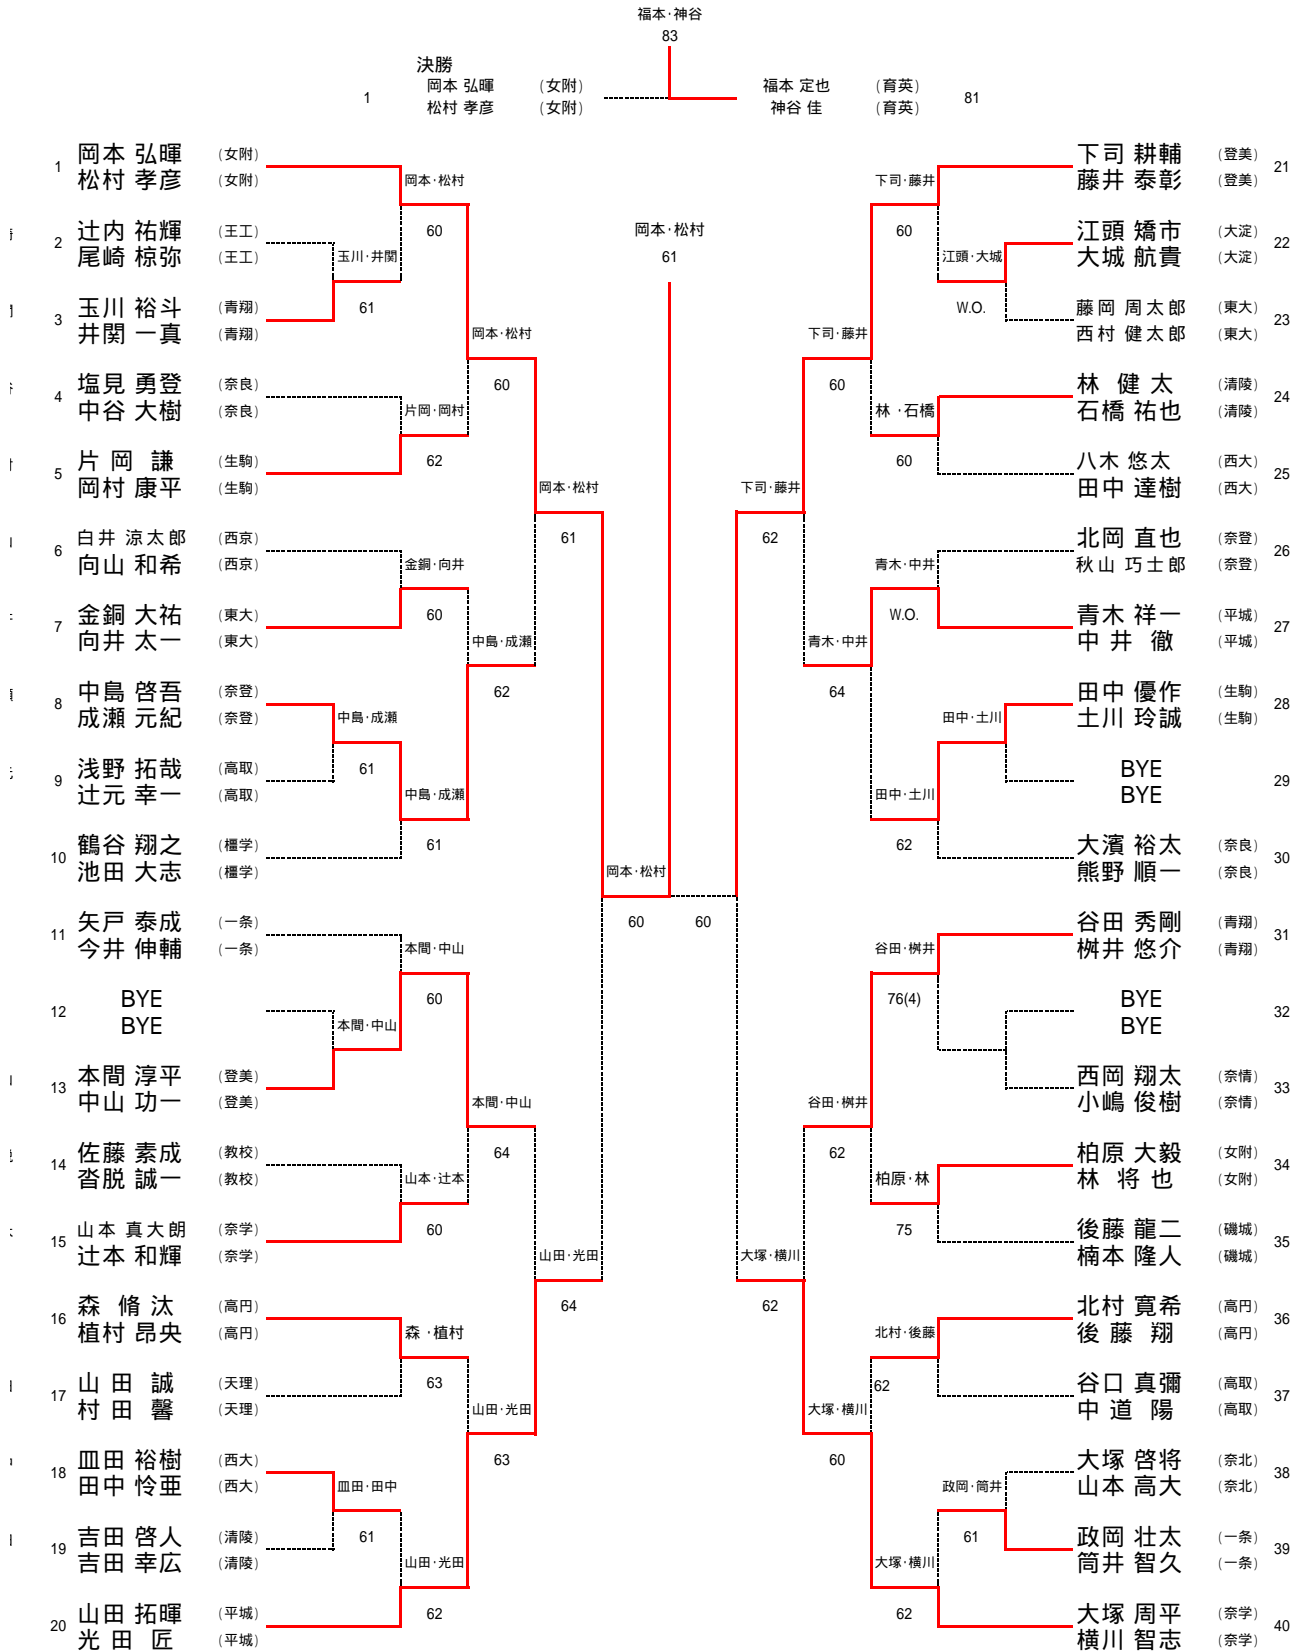 福本・神谷
83
決勝
1 岡本 弘暉 (女附) 福本 定也 (育英) 81
松村 孝彦 (女附) 神谷 佳 (育英)
1 岡本 弘暉 (女附)
松村 孝彦 (女附)
2 辻内 祐輝 (王工)
尾崎 椋弥 (王工)
3 玉川 裕斗 (青翔)
井関 一真 (青翔)
4 塩見 勇登 (奈良)
中谷 大樹 (奈良)
5 片岡 謙 (生駒)
岡村 康平 (生駒)
6 白井 涼太郎 (西京)
向山 和希 (西京)
7 金銅 大祐 (東大)
向井 太一 (東大)
8 中島 啓吾 (奈登)
成瀬 元紀 (奈登)
9 浅野 拓哉 (高取)
辻元 幸一 (高取)
10 鶴谷 翔之 (橿学)
池田 大志 (橿学)
11 矢戸 泰成 (一条)
今井 伸輔 (一条)
12 BYE
BYE
13 本間 淳平 (登美)
中山 功一 (登美)
14 佐藤 素成 (教校)
沓脱 誠一 (教校)
15 山本 真大朗 (奈学)
辻本 和輝 (奈学)
16 森 脩汰 (高円)
植村 昂央 (高円)
17 山田 誠 (天理)
村田 馨 (天理)
18 皿田 裕樹 (西大)
田中 怜亜 (西大)
19 吉田 啓人 (清陵)
吉田 幸広 (清陵)
20 山田 拓暉 (平城)
光田 匠 (平城)
玉川・井関
61
中島・成瀬
61
本間・中山
皿田・田中
61
岡本・松村
60
片岡・岡村
62
金銅・向井
60
中島・成瀬
61
本間・中山
60
山本・辻本
60
森・植村
63
山田・光田
62
岡本・松村
60
中島・成瀬
62
本間・中山
64
山田・光田
63
岡本・松村
61
山田・光田
64
岡本・松村
60
岡本・松村
61
60
下司・藤井
62
大塚・横川
62
下司・藤井
60
青木・中井
64
谷田・桝井
62
大塚・横川
60
下司・藤井
60
林・石橋
60
青木・中井
W.O.
田中・土川
62
谷田・桝井
76(4)
柏原・林
75
北村・後藤
62
大塚・横川
62
江頭・大城
W.O.
田中・土川
政岡・筒井
61
下司 耕輔 (登美) 21
藤井 泰彰 (登美)
江頭 矯市 (大淀) 22
大城 航貴 (大淀)
藤岡 周太郎 (東大) 23
西村 健太郎 (東大)
林 健太 (清陵) 24
石橋 祐也 (清陵)
八木 悠太 (西大) 25
田中 達樹 (西大)
北岡 直也 (奈登) 26
秋山 巧士郎 (奈登)
青木 祥一 (平城) 27
中井 徹 (平城)
田中 優作 (生駒) 28
土川 玲誠 (生駒)
BYE 29
BYE
大濱 裕太 (奈良) 30
熊野 順一 (奈良)
谷田 秀剛 (青翔) 31
桝井 悠介 (青翔)
BYE 32
BYE
西岡 翔太 (奈情) 33
小嶋 俊樹 (奈情)
柏原 大毅 (女附) 34
林 将也 (女附)
後藤 龍二 (磯城) 35
楠本 隆人 (磯城)
北村 寛希 (高円) 36
後藤 翔 (高円)
谷口 真彌 (高取) 37
中道 陽 (高取)
大塚 啓将 (奈北) 38
山本 高大 (奈北)
政岡 壮太 (一条) 39
筒井 智久 (一条)
大塚 周平 (奈学) 40
横川 智志 (奈学)